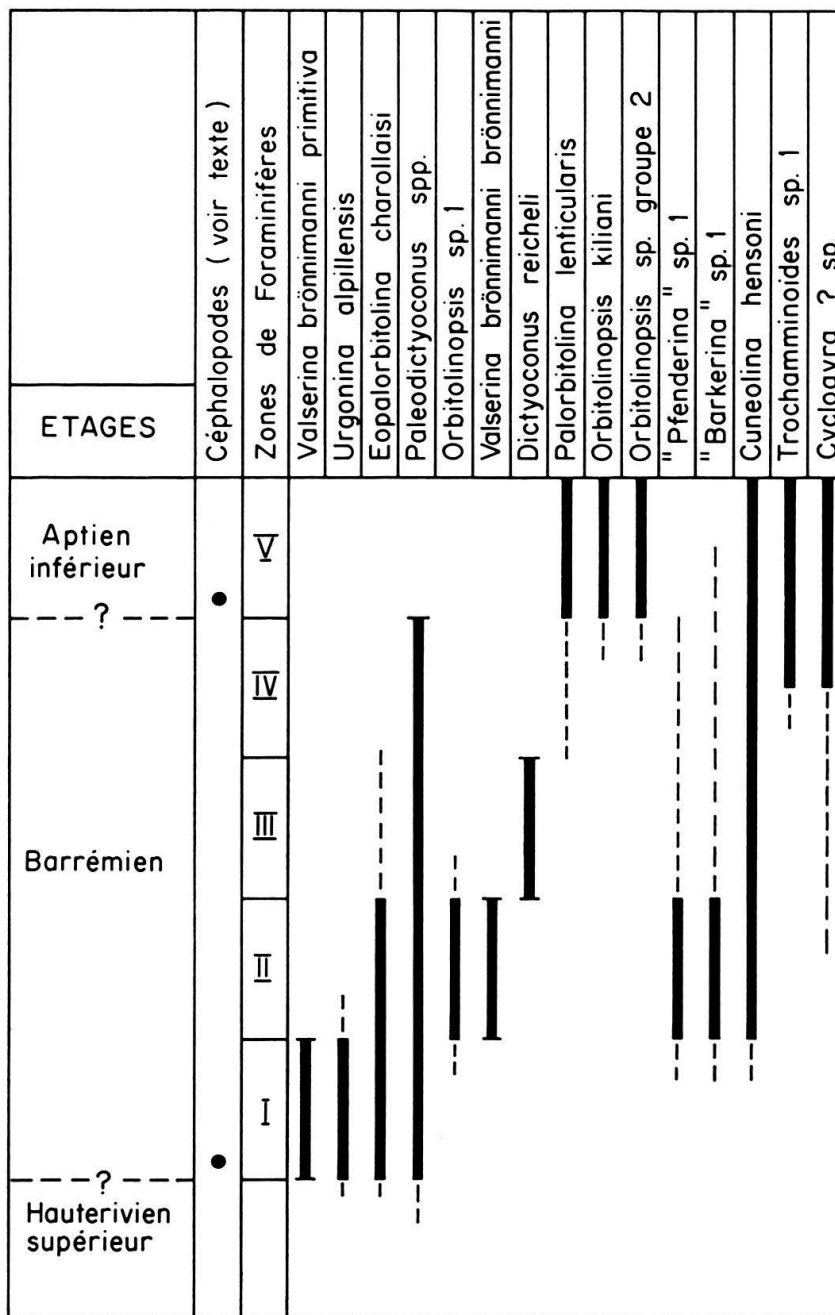 ETAGES
Céphalopodes (voir texte)
Zones de Foraminifères
Valserina brönnimanni primitiva
Urgonina alpillensis
Eopalorbitolina charollaisi
Paleodictyoconus spp.
Orbitolinopsis sp. 1
Valserina brönnimanni brönnimanni
Dictyoconus reicheli
Palorbitolina lenticularis
Orbitolinopsis kiliani
Orbitolinopsis sp. groupe 2
"Pfenderina" sp. 1
"Barkerina" sp. 1
Cuneolina hensoni
Trochamminoides sp. 1
Cyclogyra ? sp.
Aptien
inférieur
V
?
IV
III
Barrémien
II
I
?
Hauterivien
supérieur